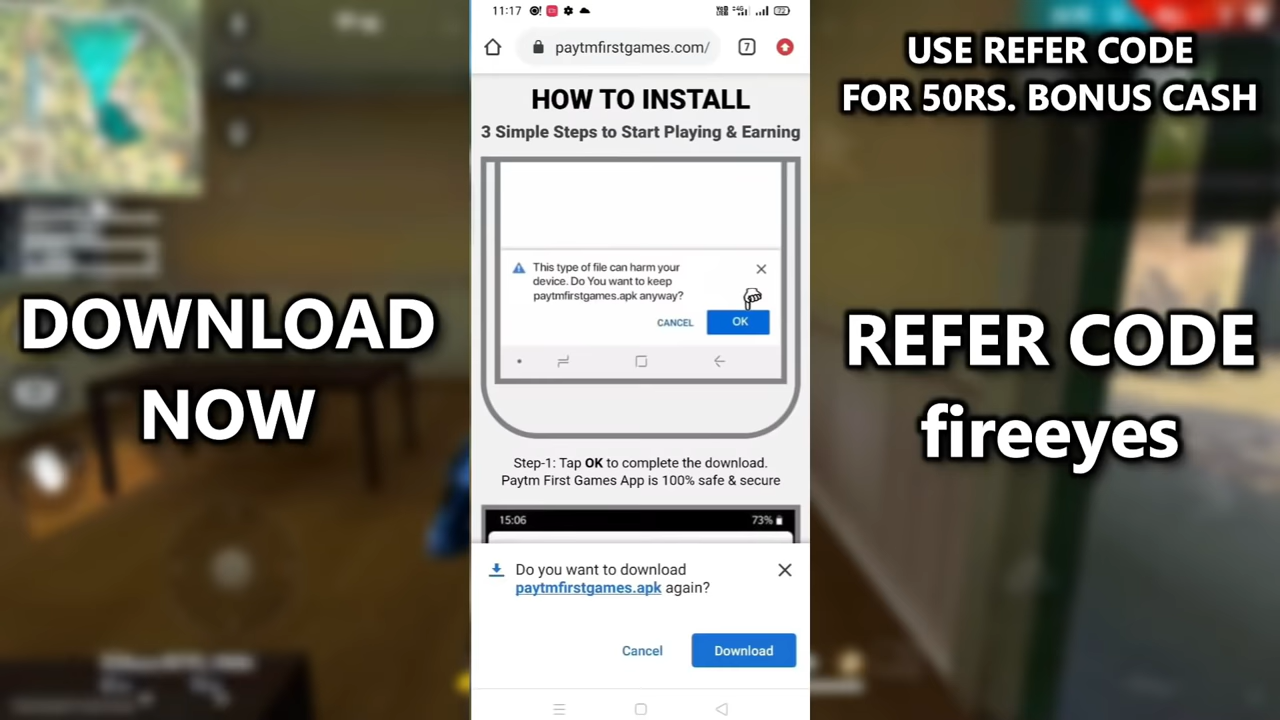 DOWNLOAD
NOW
11:17
paytmfirstgames.com/
7
HOW TO INSTALL
3 Simple Steps to Start Playing & Earning
This type of file can harm your
device. Do You want to keep
paytmfirstgames.apk anyway?
CANCEL
OK
Step-1: Tap OK to complete the download.
Paytm First Games App is 100% safe & secure
15:06
73%
Do you want to download
paytmfirstgames.apk again?
Cancel
Download
USE REFER CODE
FOR 50RS. BONUS CASH
REFER CODE
fireeyes